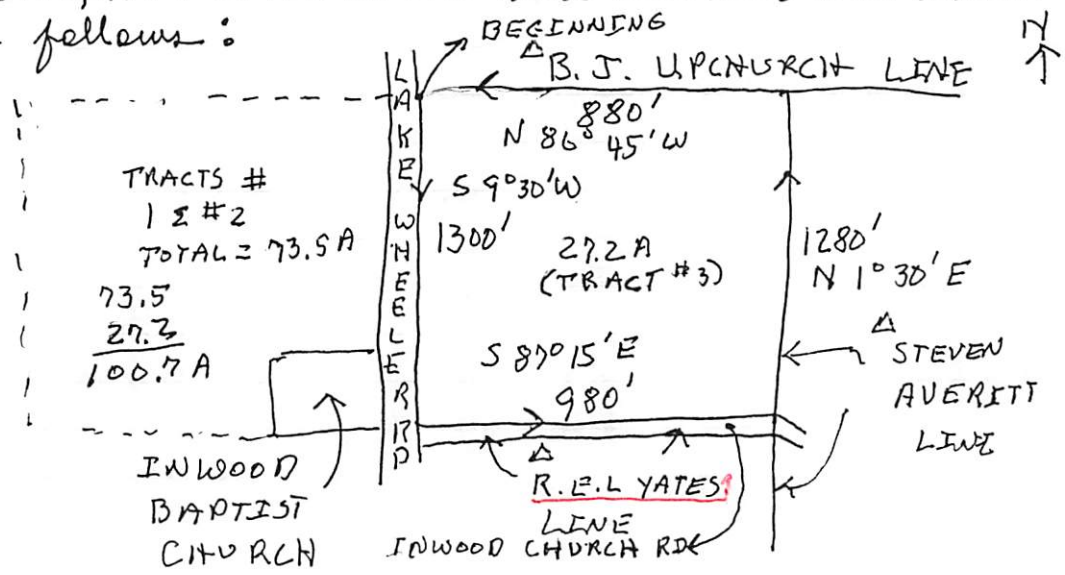 follows:
BEGINNING
N
B. J. UPCHURCH LINE
880'
N 86° 45' W
LAKE WHEELER RD
TRACTS #
1 & #2
TOTAL = 73.5 A
S 9°30' W
1300'
27.2 A
(TRACT #3)
1280'
N 1° 30' E
73.5
27.2
100.7 A
S 87° 15' E
980'
STEVEN
AVERITT
LINE
INWOOD
BAPTIST
CHURCH
R. E. L YATES
LINE
INWOOD CHURCH RD